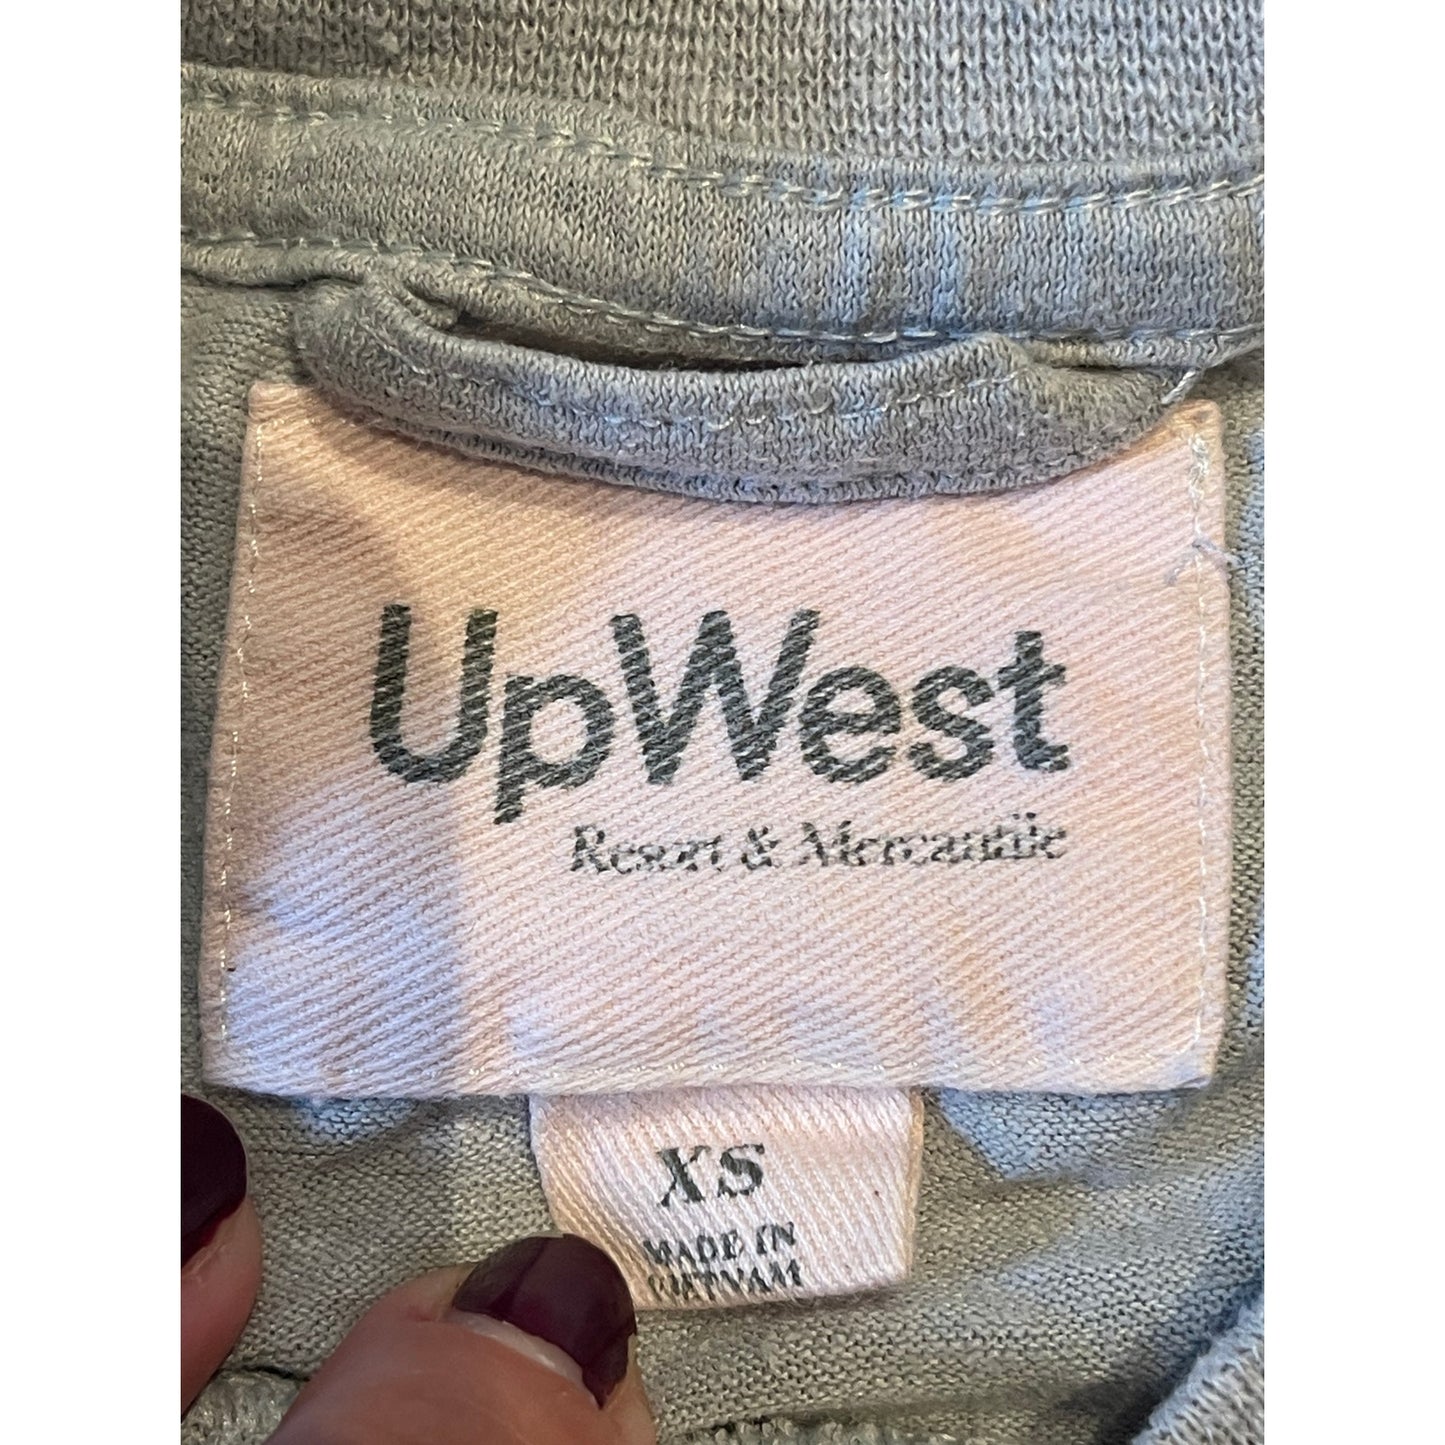 UpWest
Resort & Mercantile
XS
MADE IN
VIETNAM